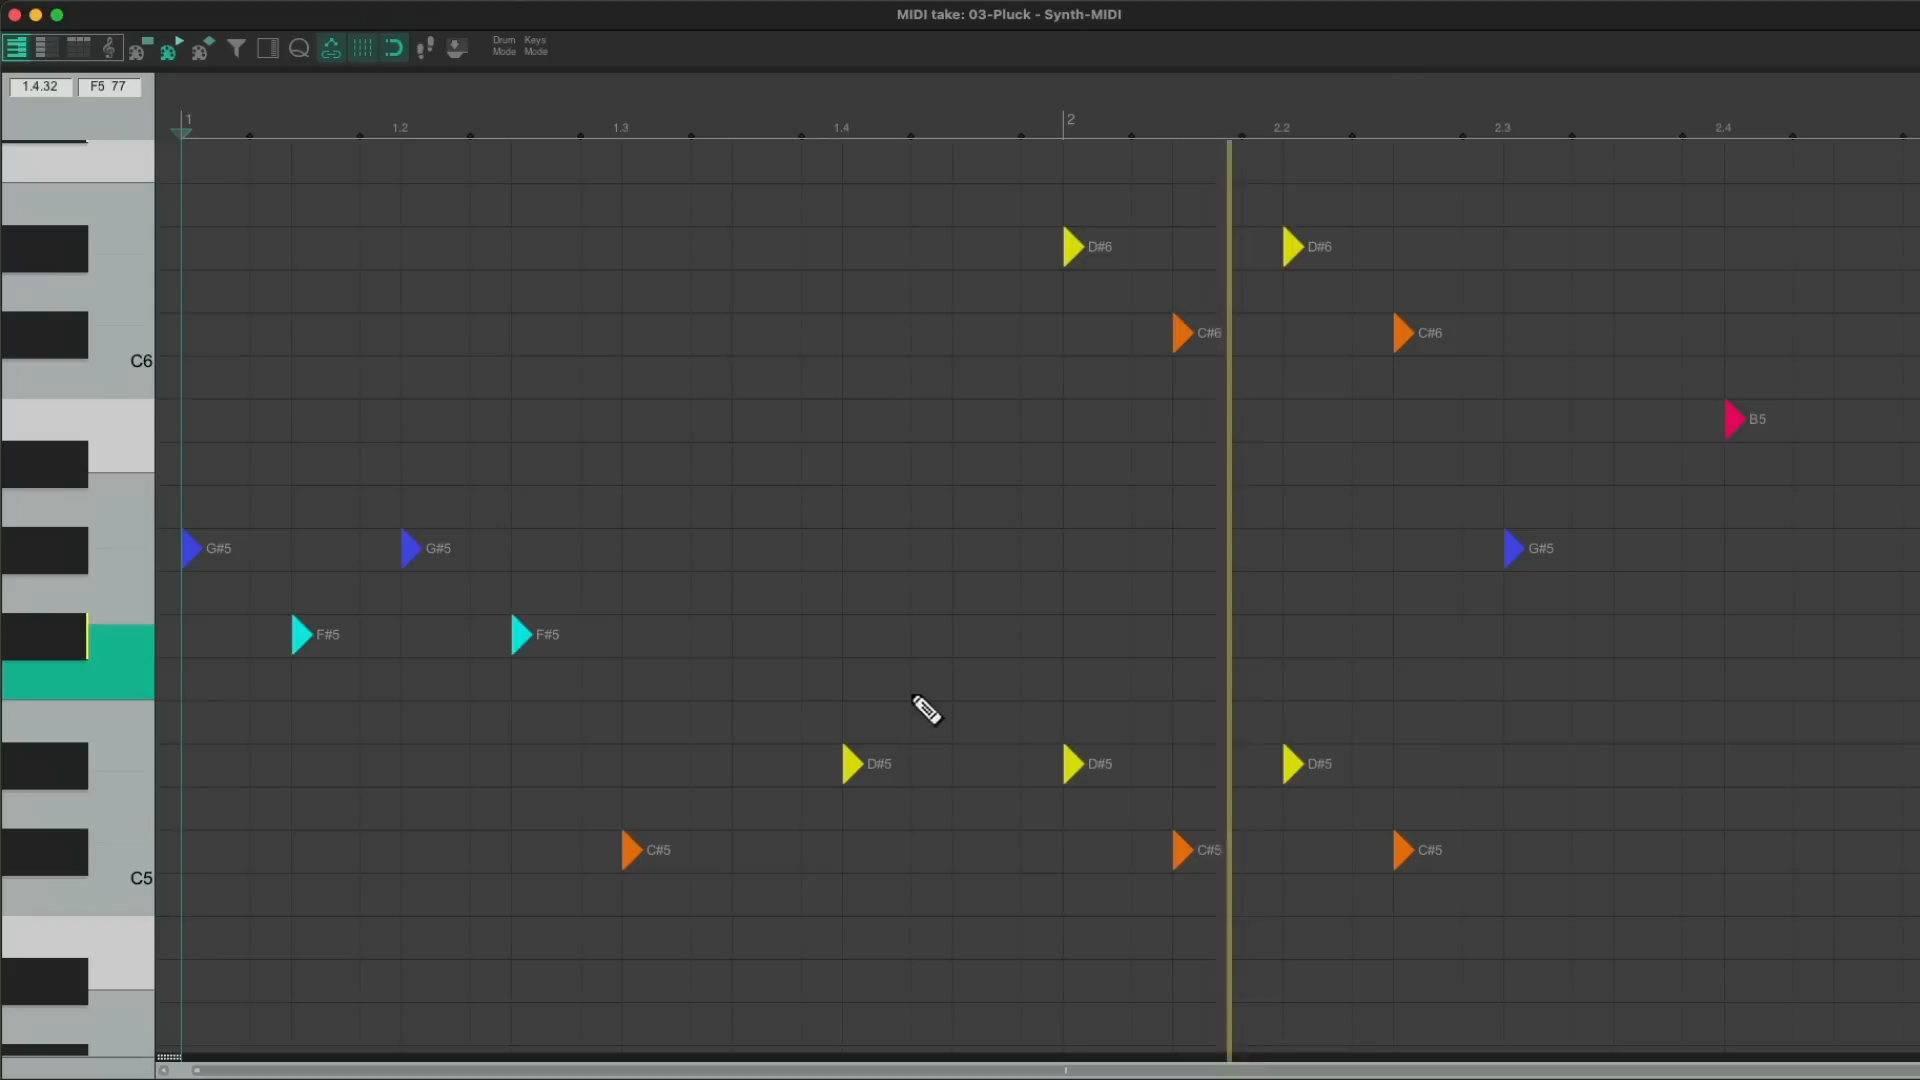 MIDI take: 03-Pluck - Synth-MIDI
Drum Mode
Keys Mode
1.4.32
F5 77
1
1.2
1.3
1.4
2
2.2
2.3
2.4
D#6
D#6
C#6
C#6
C6
B5
G#5
G#5
G#5
F#5
F#5
D#5
D#5
D#5
C#5
C#5
C#5
C5